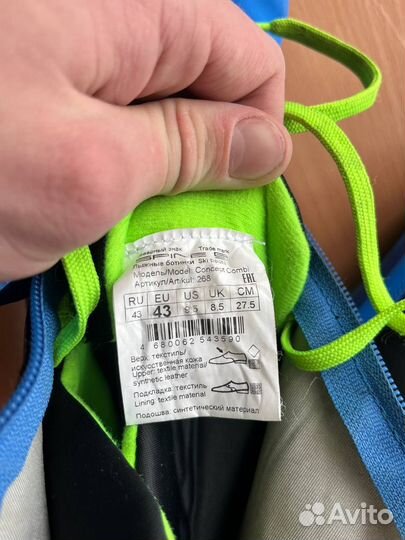 Товарный знак Trade mark
SPINE
Лыжные ботинки Ski boots
Модель/Model: Concept Combi
Артикул/Artikul: 268
EAC
RU EU US UK CM
43 43 9.5 8.5 27.5
4 680062 543590
Верх: текстиль/
искусственная кожа
Upper: textile material/
synthetic leather
Подкладка: текстиль
Lining: textile material/
Подошва: синтетический материал
Avito